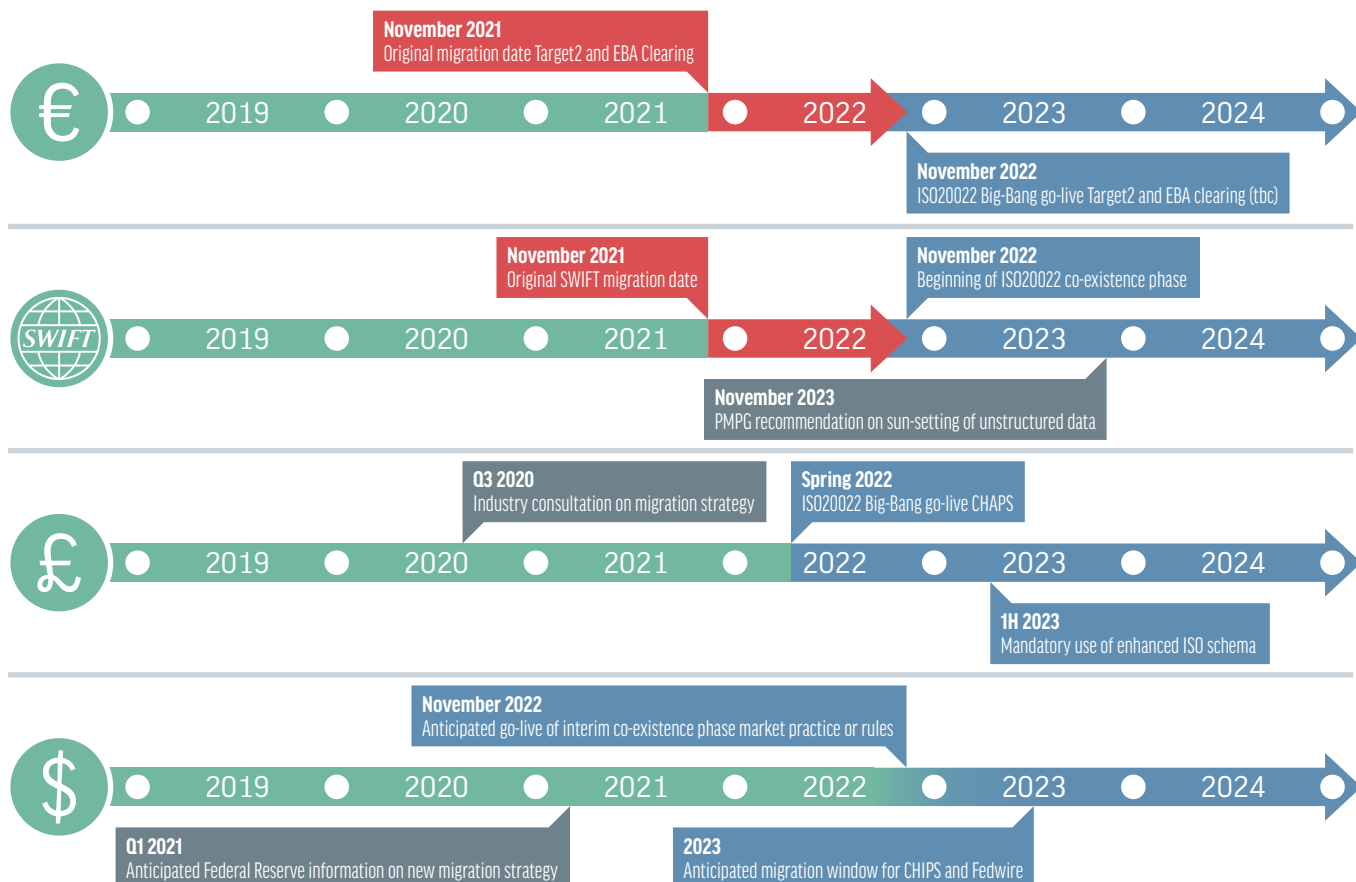 November 2021
Original migration date Target2 and EBA Clearing
€ 2019 2020 2021 2022 2023 2024
November 2022
ISO20022 Big-Bang go-live Target2 and EBA clearing (tbc)
November 2021
Original SWIFT migration date
November 2022
Beginning of ISO20022 co-existence phase
SWIFT 2019 2020 2021 2022 2023 2024
November 2023
PMPG recommendation on sun-setting of unstructured data
Q3 2020
Industry consultation on migration strategy
Spring 2022
ISO20022 Big-Bang go-live CHAPS
£ 2019 2020 2021 2022 2023 2024
1H 2023
Mandatory use of enhanced ISO schema
November 2022
Anticipated go-live of interim co-existence phase market practice or rules
$ 2019 2020 2021 2022 2023 2024
Q1 2021
Anticipated Federal Reserve information on new migration strategy
2023
Anticipated migration window for CHIPS and Fedwire